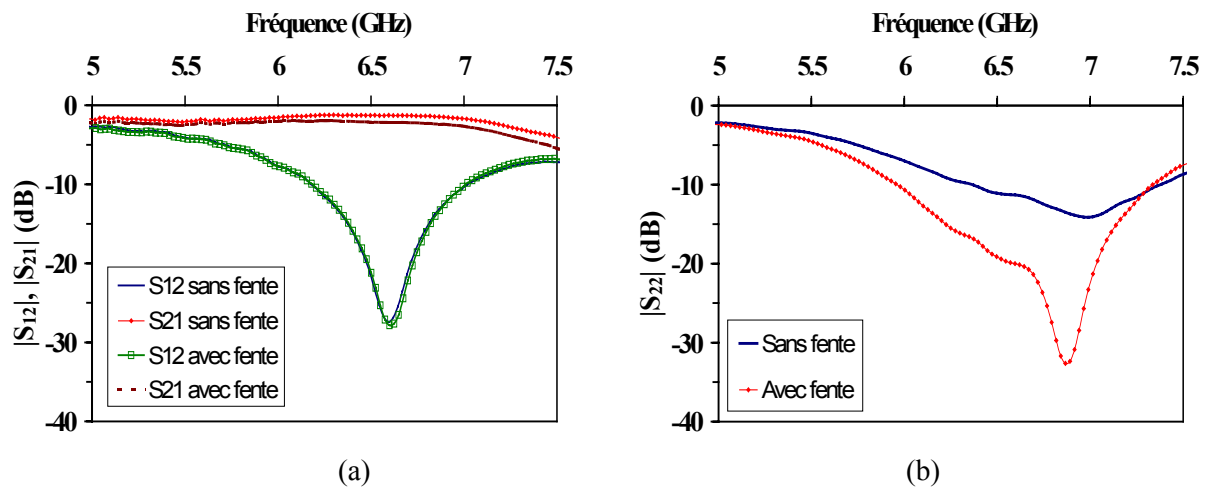 Fréquence (GHz)
5 5.5 6 6.5 7 7.5
0
-10
-20
-30
-40
|S12|, |S21| (dB)
S12 sans fente
S21 sans fente
S12 avec fente
S21 avec fente
(a)
Fréquence (GHz)
5 5.5 6 6.5 7 7.5
0
-10
-20
-30
-40
|S22| (dB)
Sans fente
Avec fente
(b)